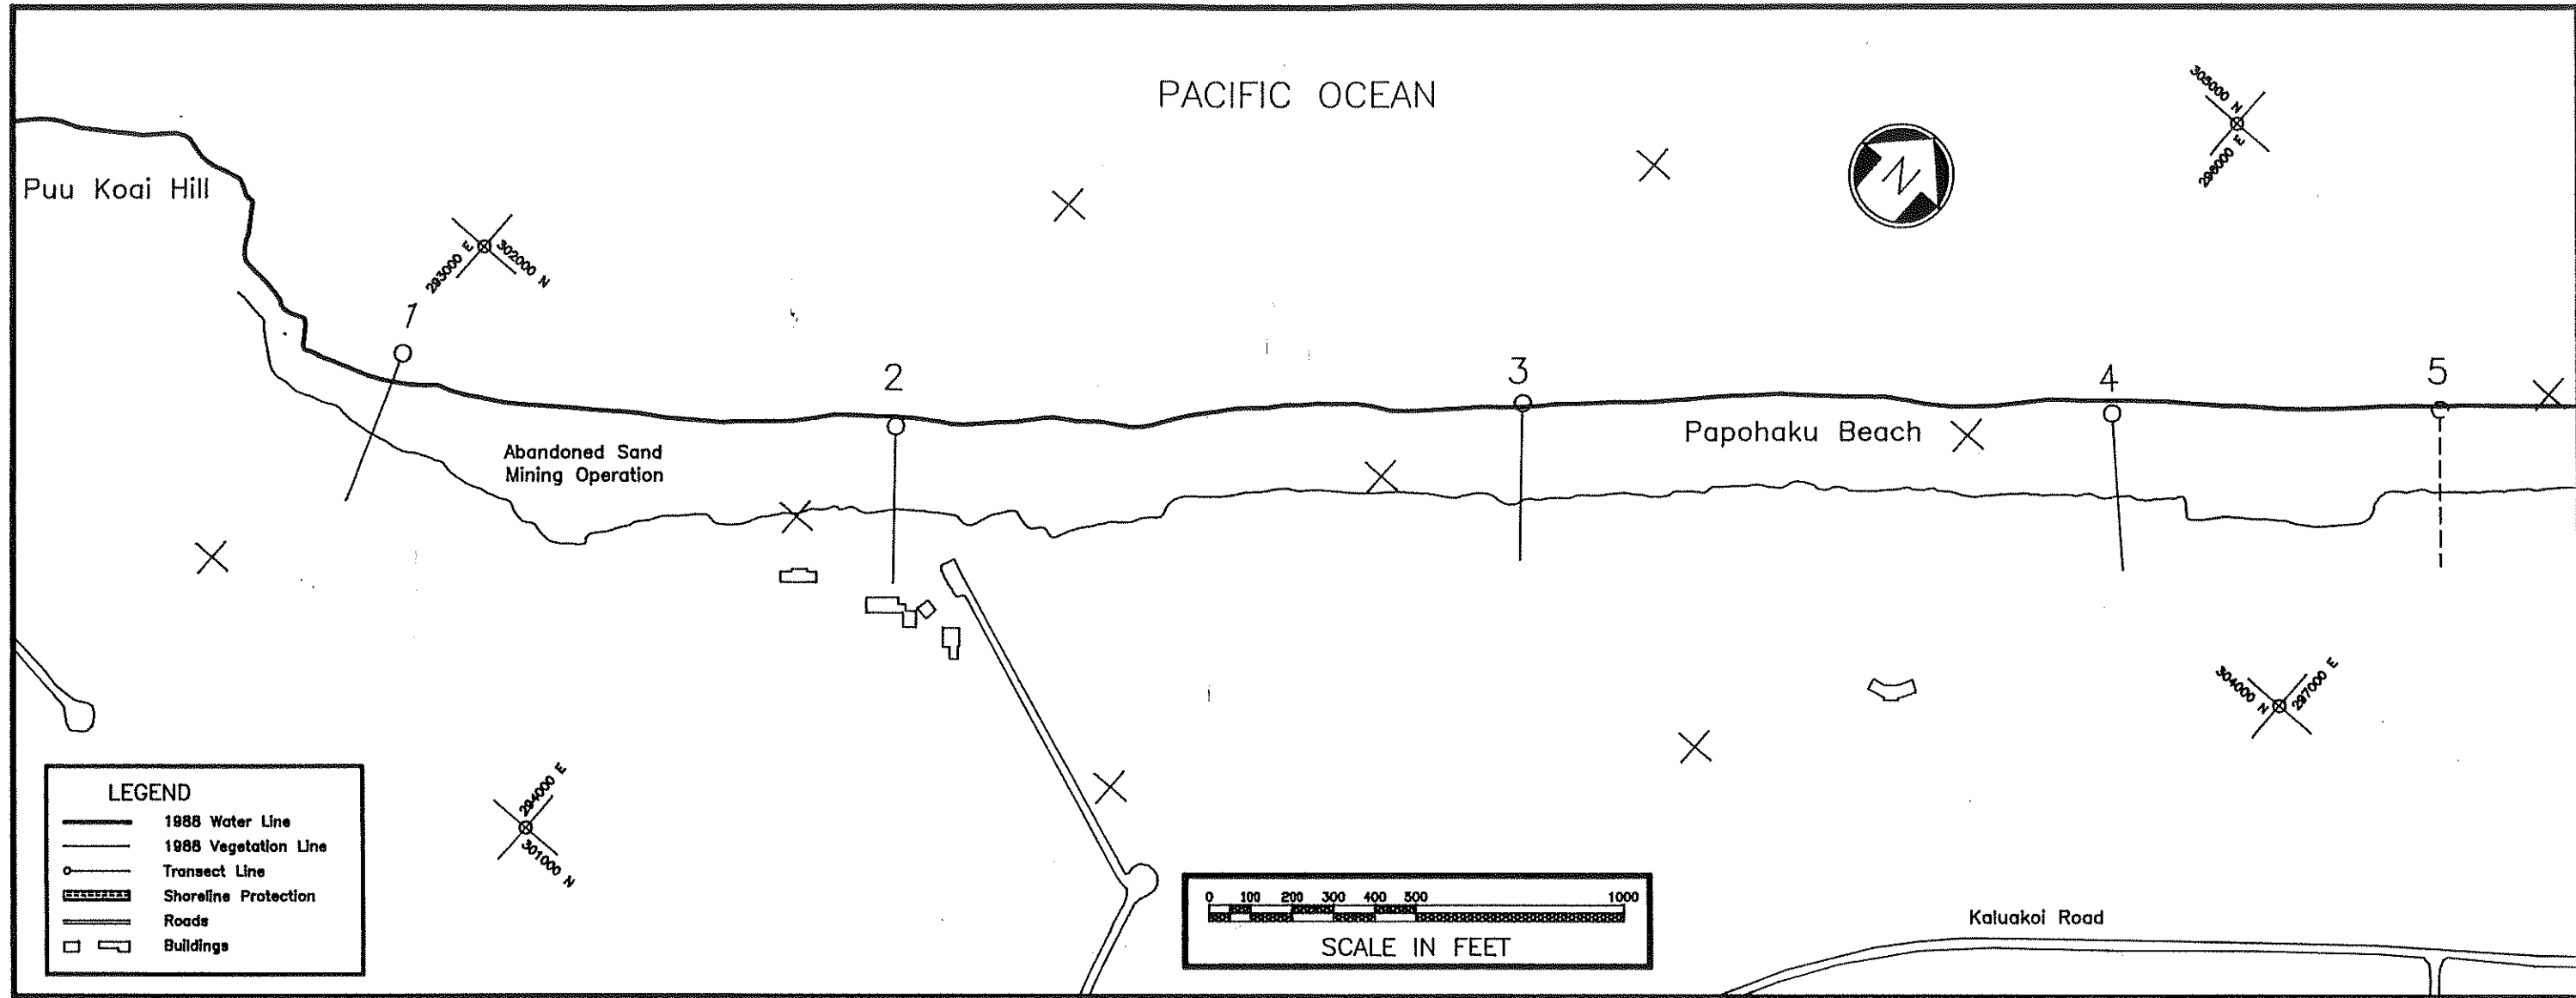 PACIFIC OCEAN
305000 N
296000 E
N
Puu Koai Hill
293000 E
302000 N
1
2
3
4
5
Papohaku Beach
Abandoned Sand
Mining Operation
304000 N
297000 E
294000 E
301000 N
LEGEND
1988 Water Line
1988 Vegetation Line
Transect Line
Shoreline Protection
Roads
Buildings
0 100 200 300 400 500 1000
SCALE IN FEET
Kaluakoi Road